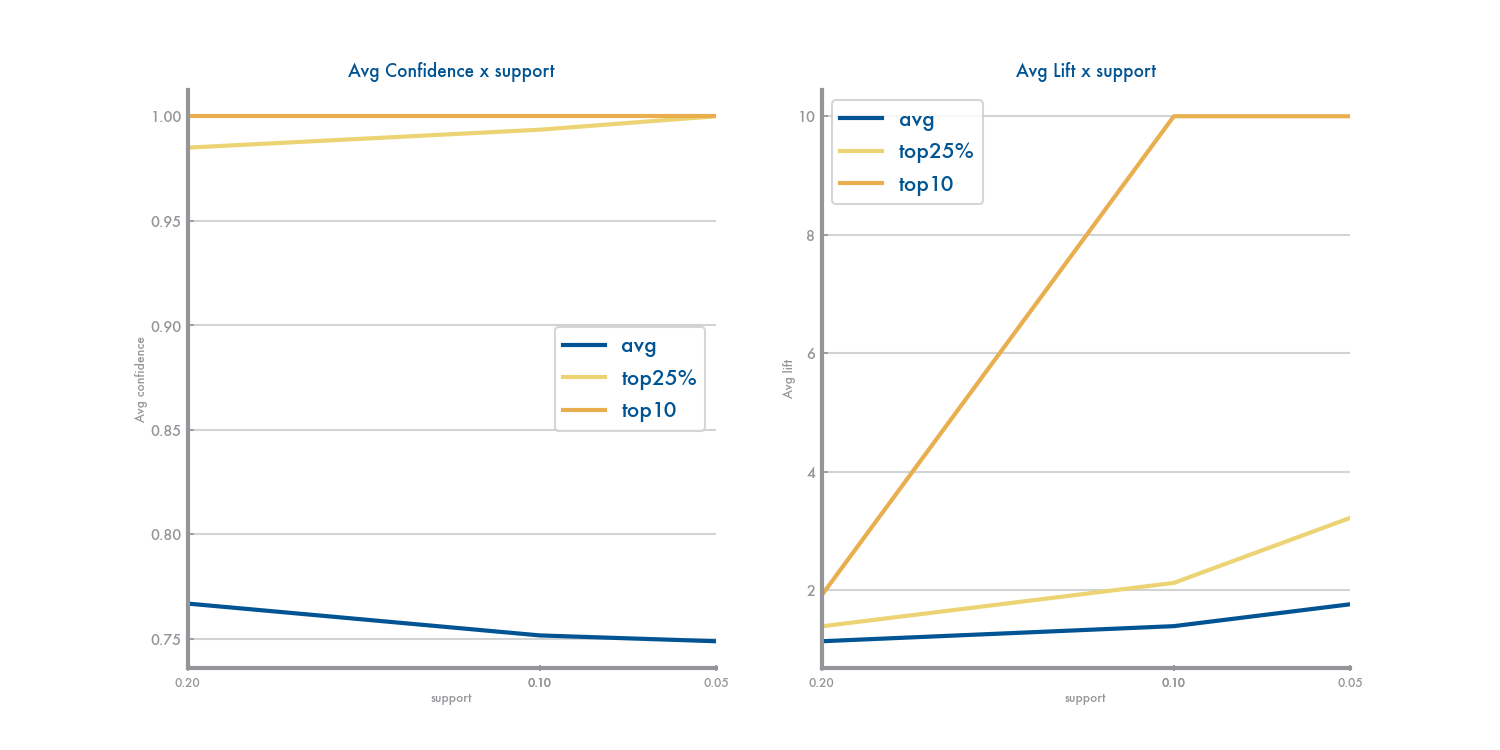 Avg Confidence x support
1.00
0.95
0.90
0.85
0.80
0.75
Avg confidence
avg
top25%
top10
0.20
0.10
0.05
support
Avg Lift x support
10
8
6
4
2
Avg lift
avg
top25%
top10
0.20
0.10
0.05
support